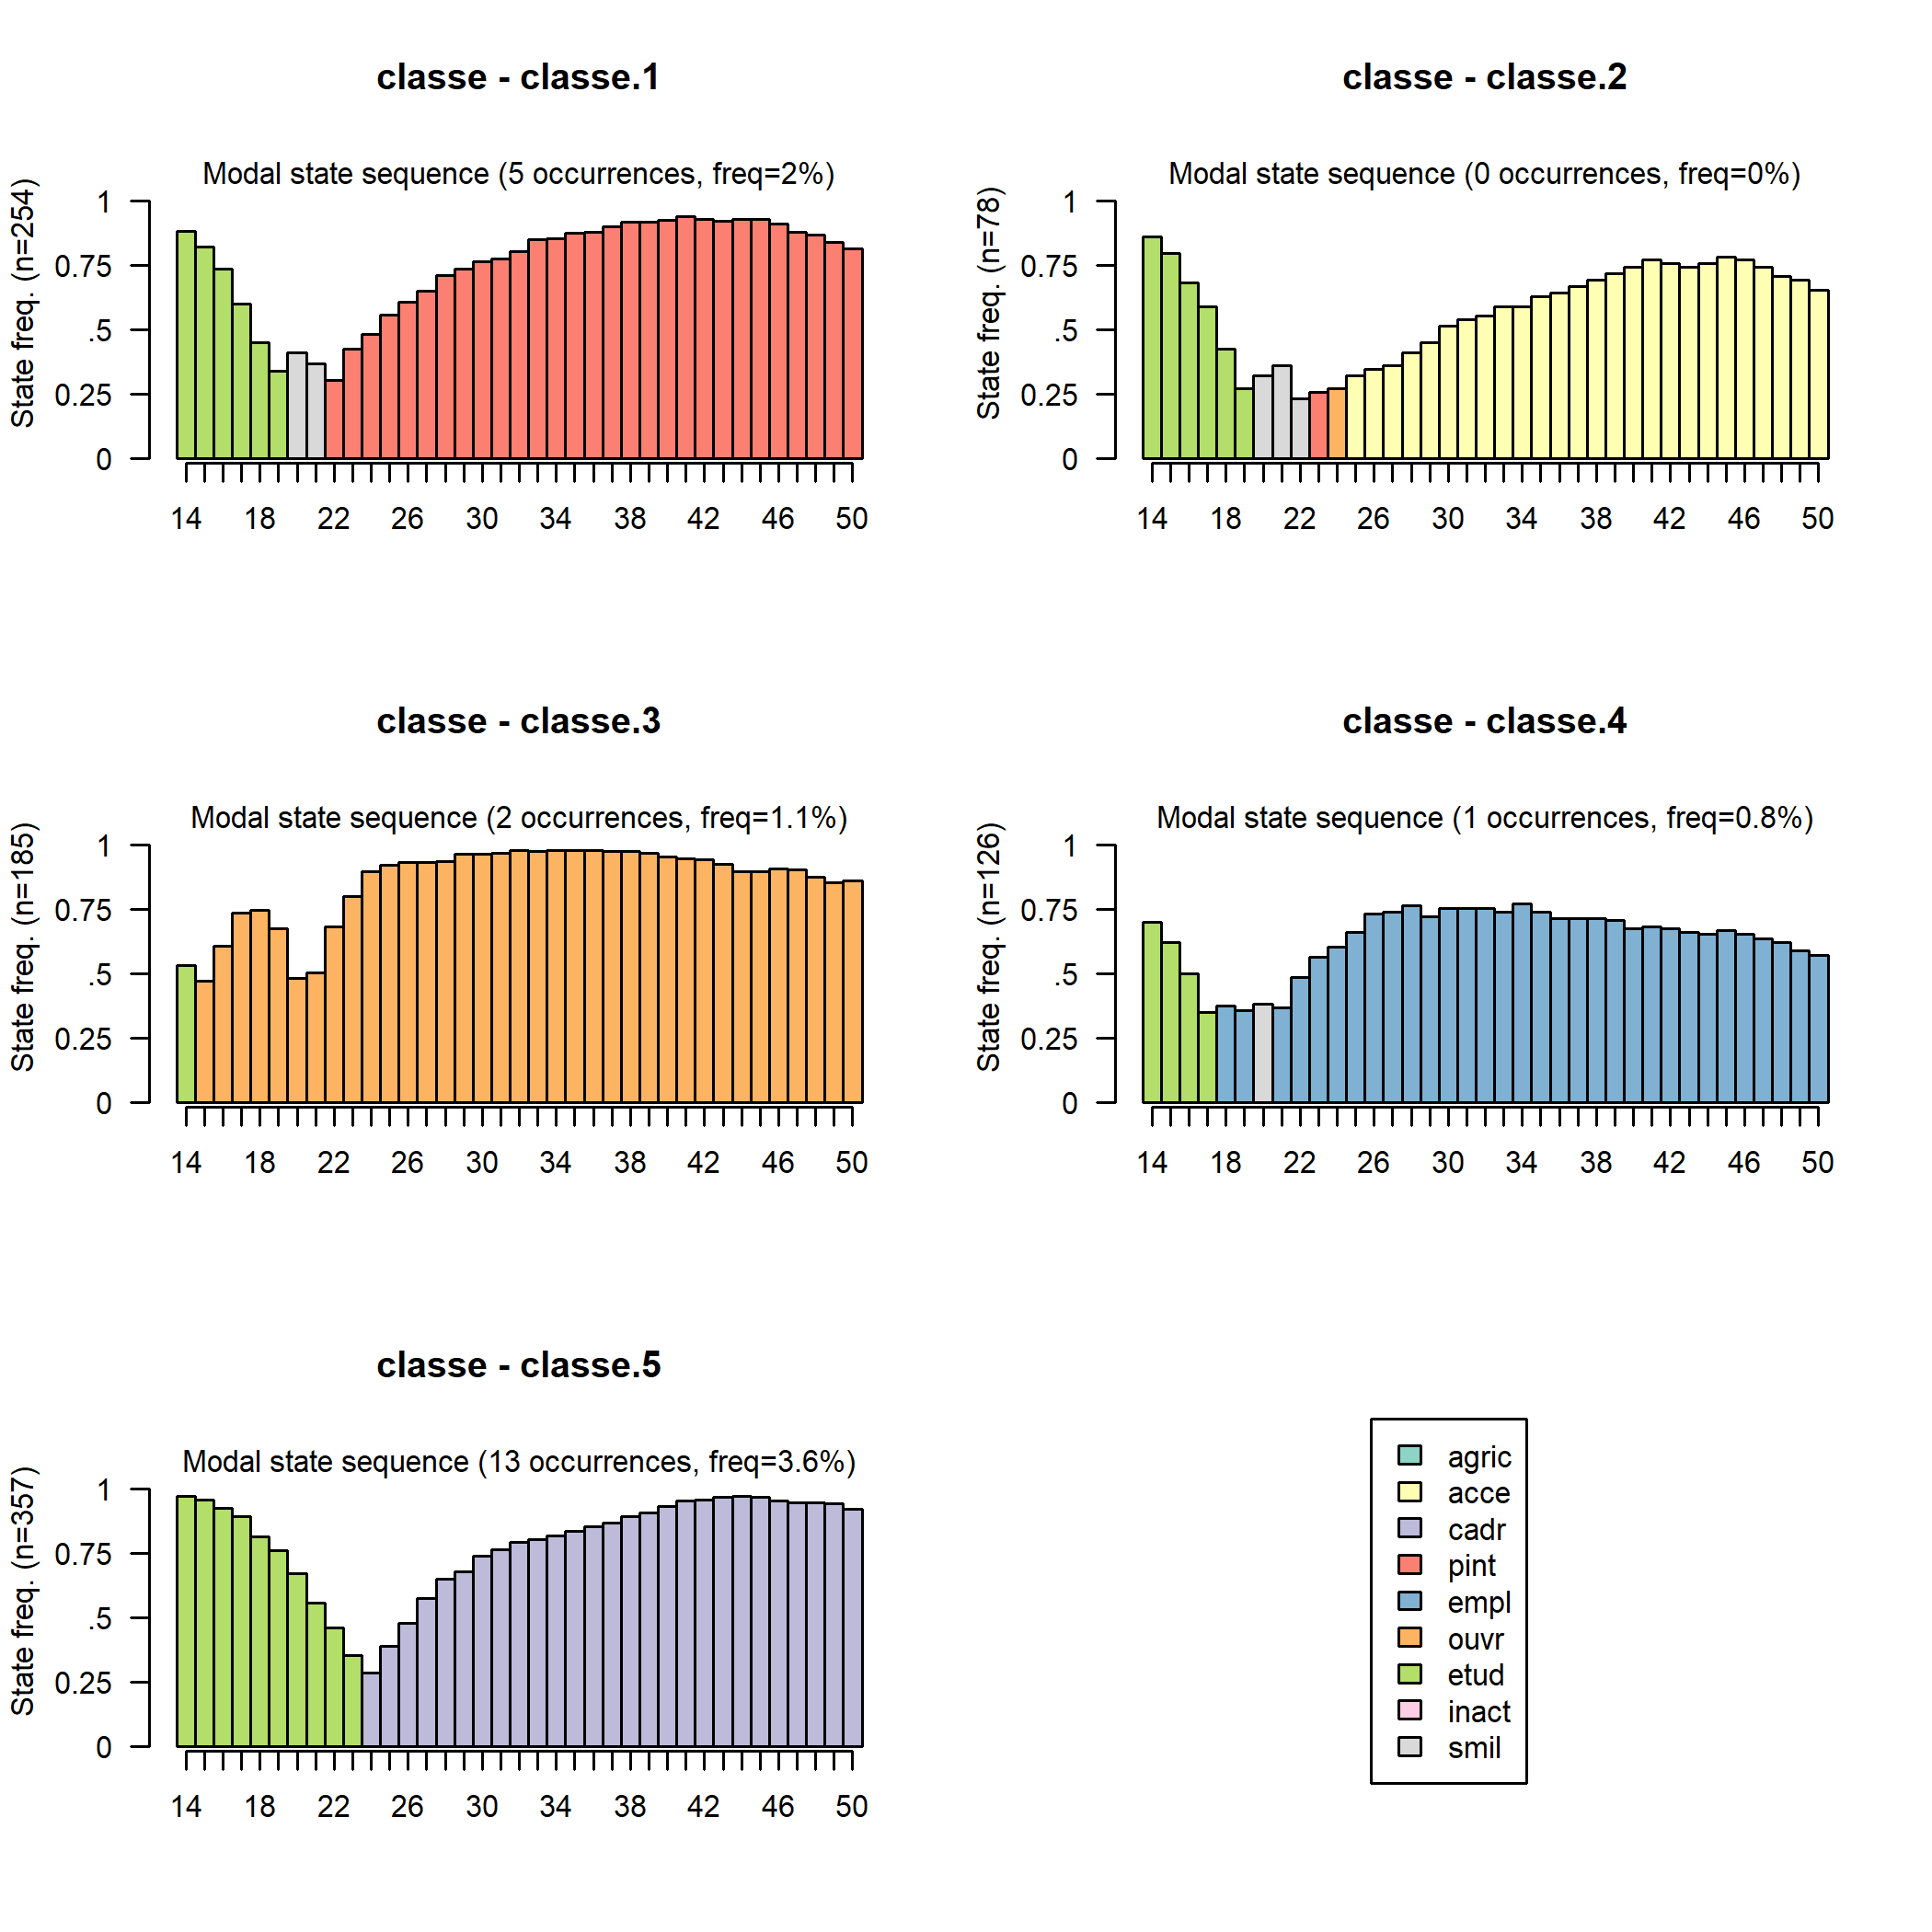 classe - classe.1
Modal state sequence (5 occurrences, freq=2%)
State freq. (n=254)
1
0.75
.5
0.25
0
14 18 22 26 30 34 38 42 46 50
classe - classe.2
Modal state sequence (0 occurrences, freq=0%)
State freq. (n=78)
1
0.75
.5
0.25
0
14 18 22 26 30 34 38 42 46 50
classe - classe.3
Modal state sequence (2 occurrences, freq=1.1%)
State freq. (n=185)
1
0.75
.5
0.25
0
14 18 22 26 30 34 38 42 46 50
classe - classe.4
Modal state sequence (1 occurrences, freq=0.8%)
State freq. (n=126)
1
0.75
.5
0.25
0
14 18 22 26 30 34 38 42 46 50
classe - classe.5
Modal state sequence (13 occurrences, freq=3.6%)
State freq. (n=357)
1
0.75
.5
0.25
0
14 18 22 26 30 34 38 42 46 50
agric
acce
cadr
pint
empl
ouvr
etud
inact
smil